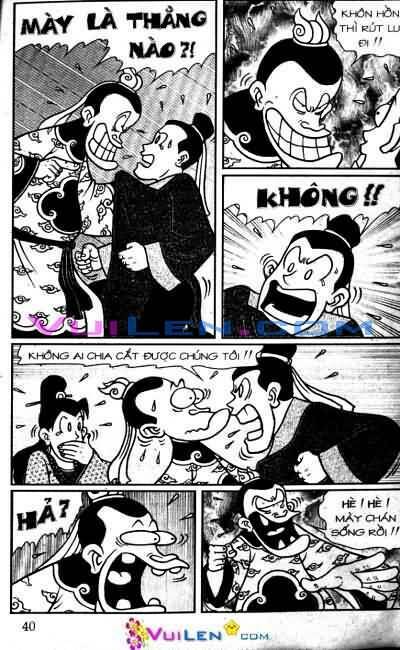 MÀY LÀ THẰNG
NÀO?!
KHÔN HỒN
THÌ RÚT LUI
ĐI!!
KHÔNG!!
VUILEN.COM
KHÔNG AI CHIA CẮT ĐƯỢC CHÚNG TÔI!!
HẢ?
HÈ! HÈ!
MÀY CHÁN
SỐNG RỒI!!
40
VUILEN.COM